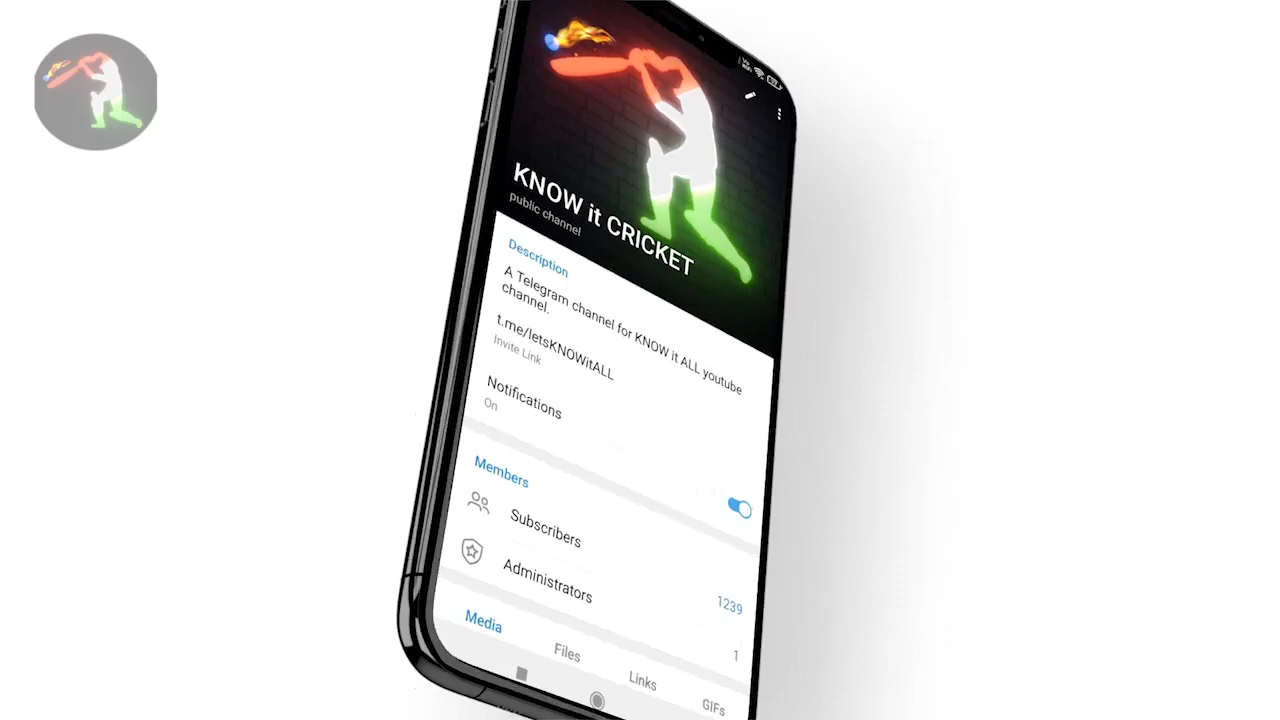 KNOW it CRICKET
public channel
Description
A Telegram channel for KNOW it ALL youtube
channel.
t.me/letsKNOWitALL
Invite Link
Notifications
On
Members
Subscribers
1239
Administrators
1
Media
Files
Links
GIFs